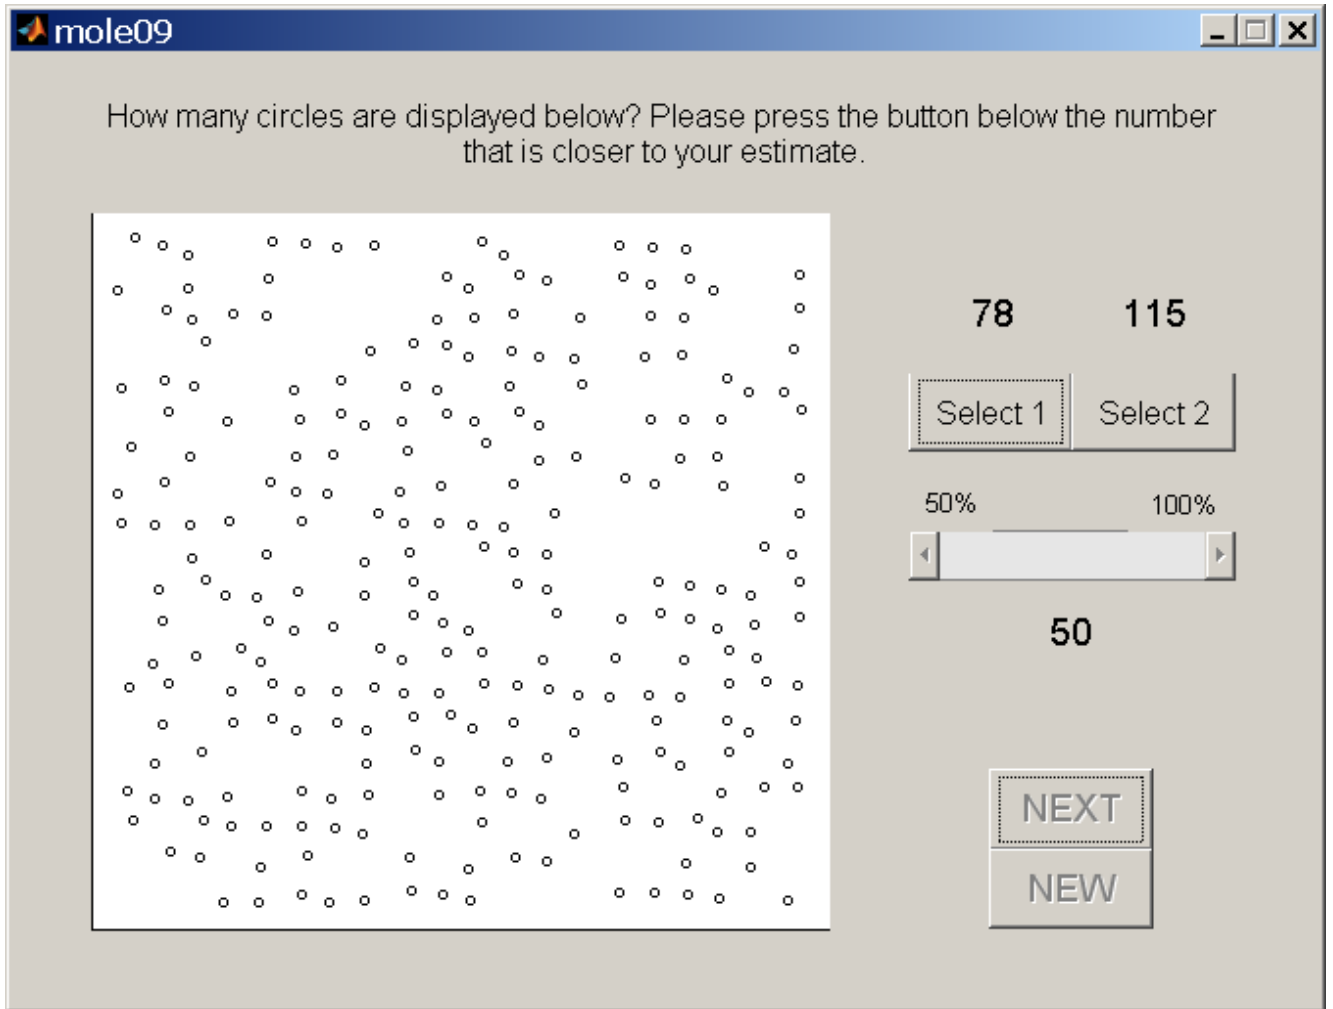 mole09
How many circles are displayed below? Please press the button below the number
that is closer to your estimate.
78 115
Select 1 Select 2
50% 100%
50
NEXT
NEW